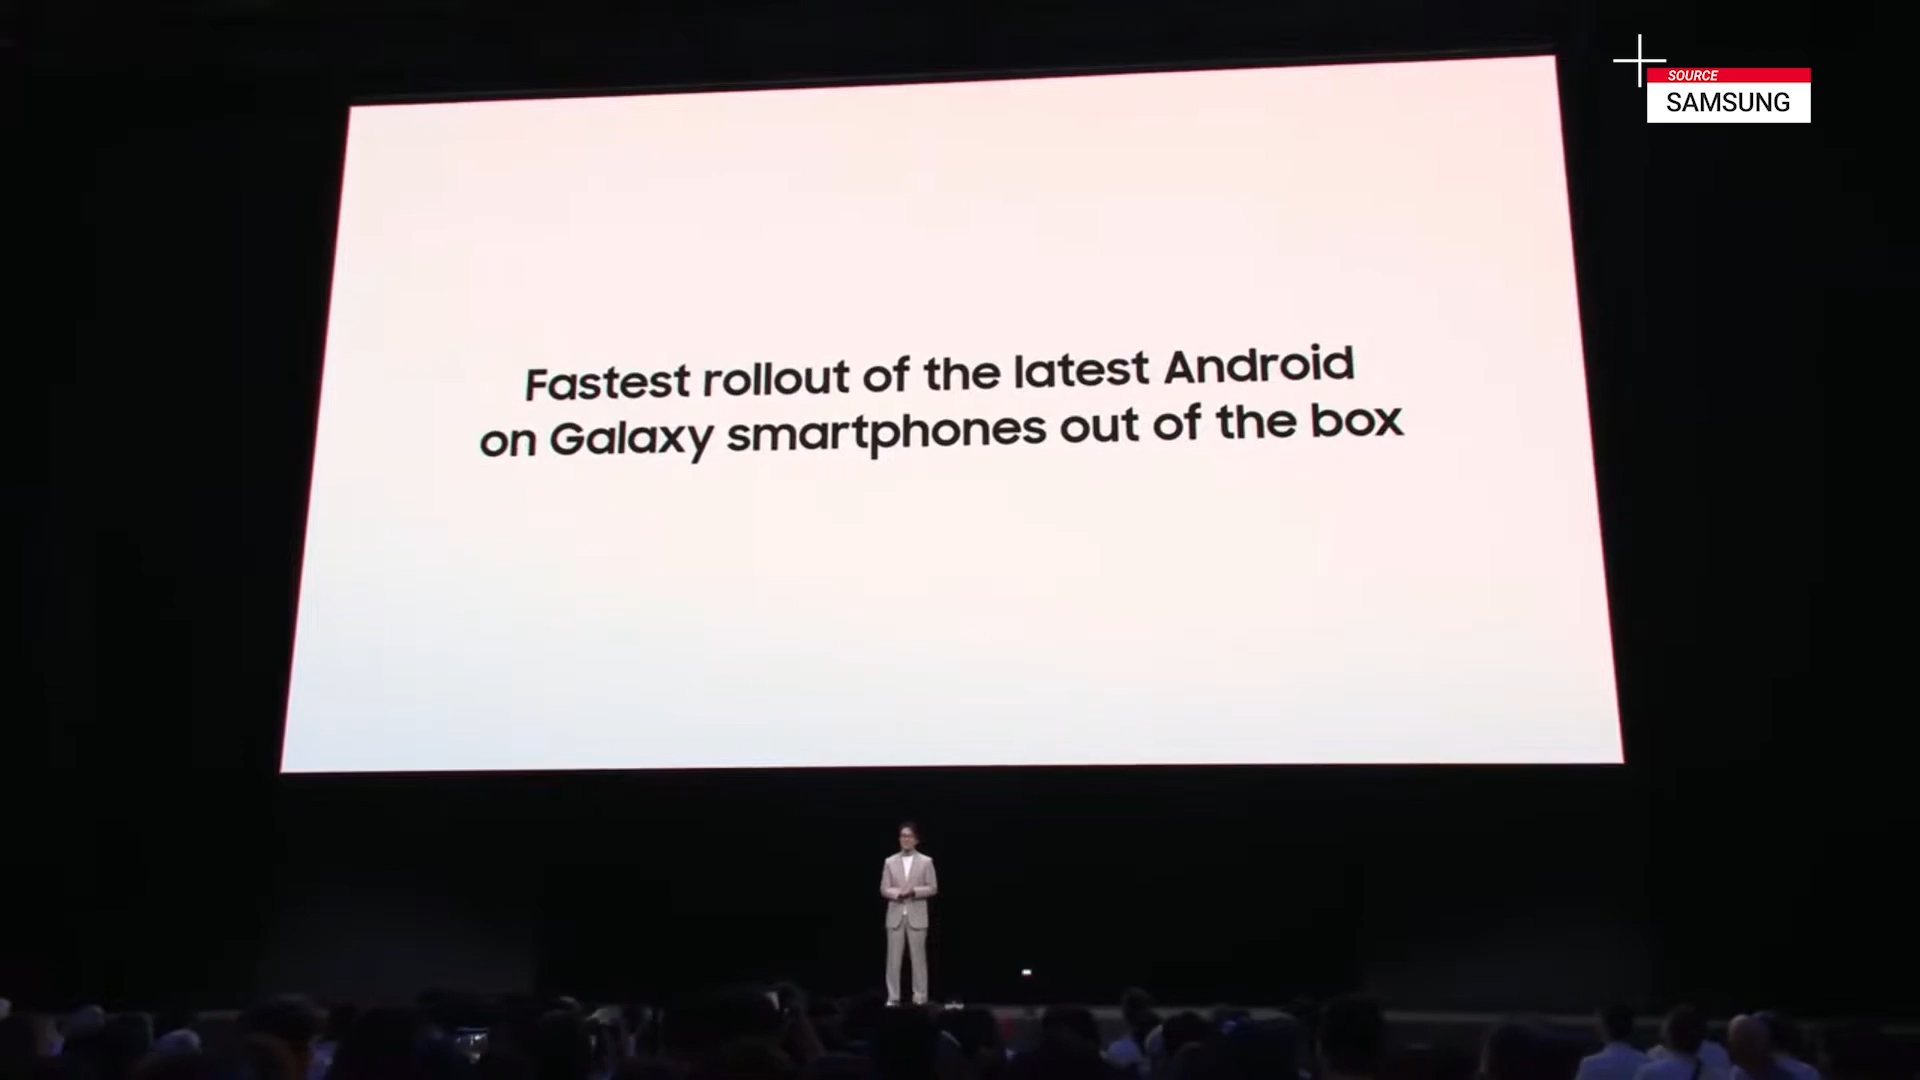 SOURCE
SAMSUNG
Fastest rollout of the latest Android
on Galaxy smartphones out of the box